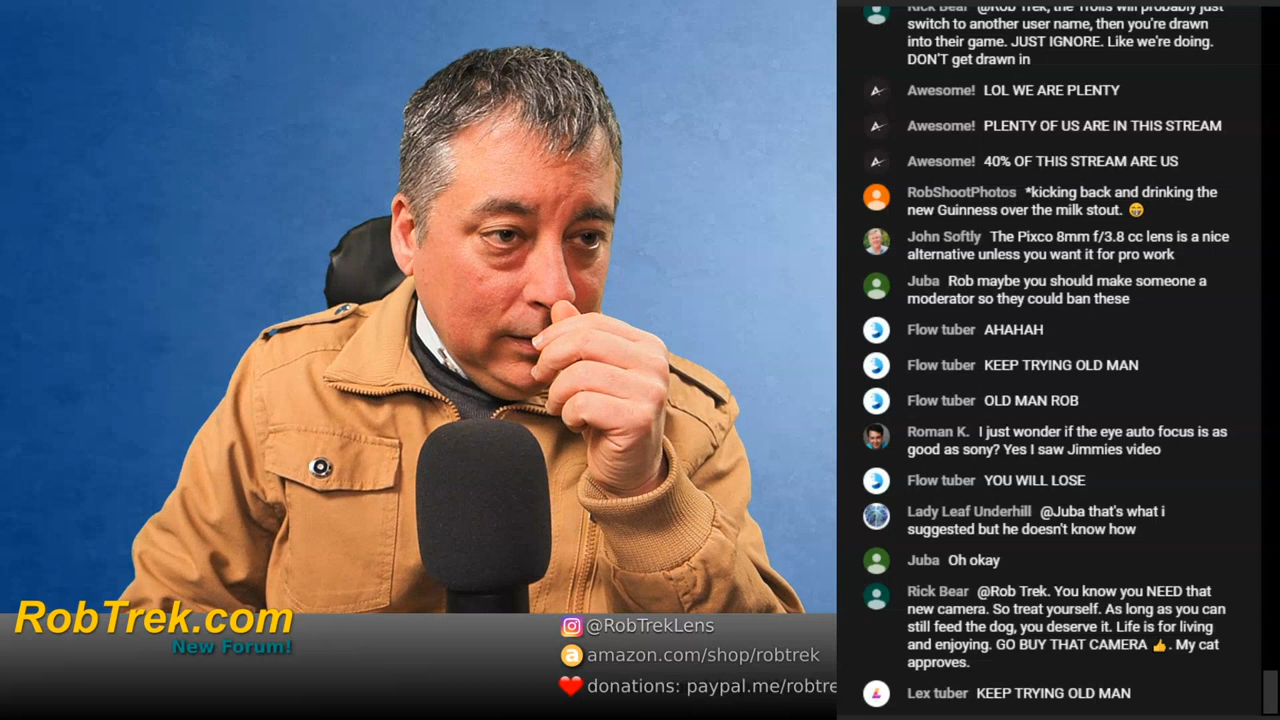 Rick Bear @Rob Trek, the Trolls will probably just
switch to another user name, then you're drawn
into their game. JUST IGNORE. Like we're doing.
DON'T get drawn in
Awesome! LOL WE ARE PLENTY
Awesome! PLENTY OF US ARE IN THIS STREAM
Awesome! 40% OF THIS STREAM ARE US
RobShootPhotos *kicking back and drinking the
new Guinness over the milk stout. 😁
John Softly The Pixco 8mm f/3.8 cc lens is a nice
alternative unless you want it for pro work
Juba Rob maybe you should make someone a
moderator so they could ban these
Flow tuber AHAHAH
Flow tuber KEEP TRYING OLD MAN
Flow tuber OLD MAN ROB
Roman K. I just wonder if the eye auto focus is as
good as sony? Yes I saw Jimmies video
Flow tuber YOU WILL LOSE
Lady Leaf Underhill @Juba that's what i
suggested but he doesn't know how
Juba Oh okay
Rick Bear @Rob Trek. You know you NEED that
new camera. So treat yourself. As long as you can
still feed the dog, you deserve it. Life is for living
and enjoying. GO BUY THAT CAMERA 👍. My cat
approves.
Lex tuber KEEP TRYING OLD MAN
RobTrek.com
New Forum!
@RobTrekLens
amazon.com/shop/robtrek
donations: paypal.me/robtre